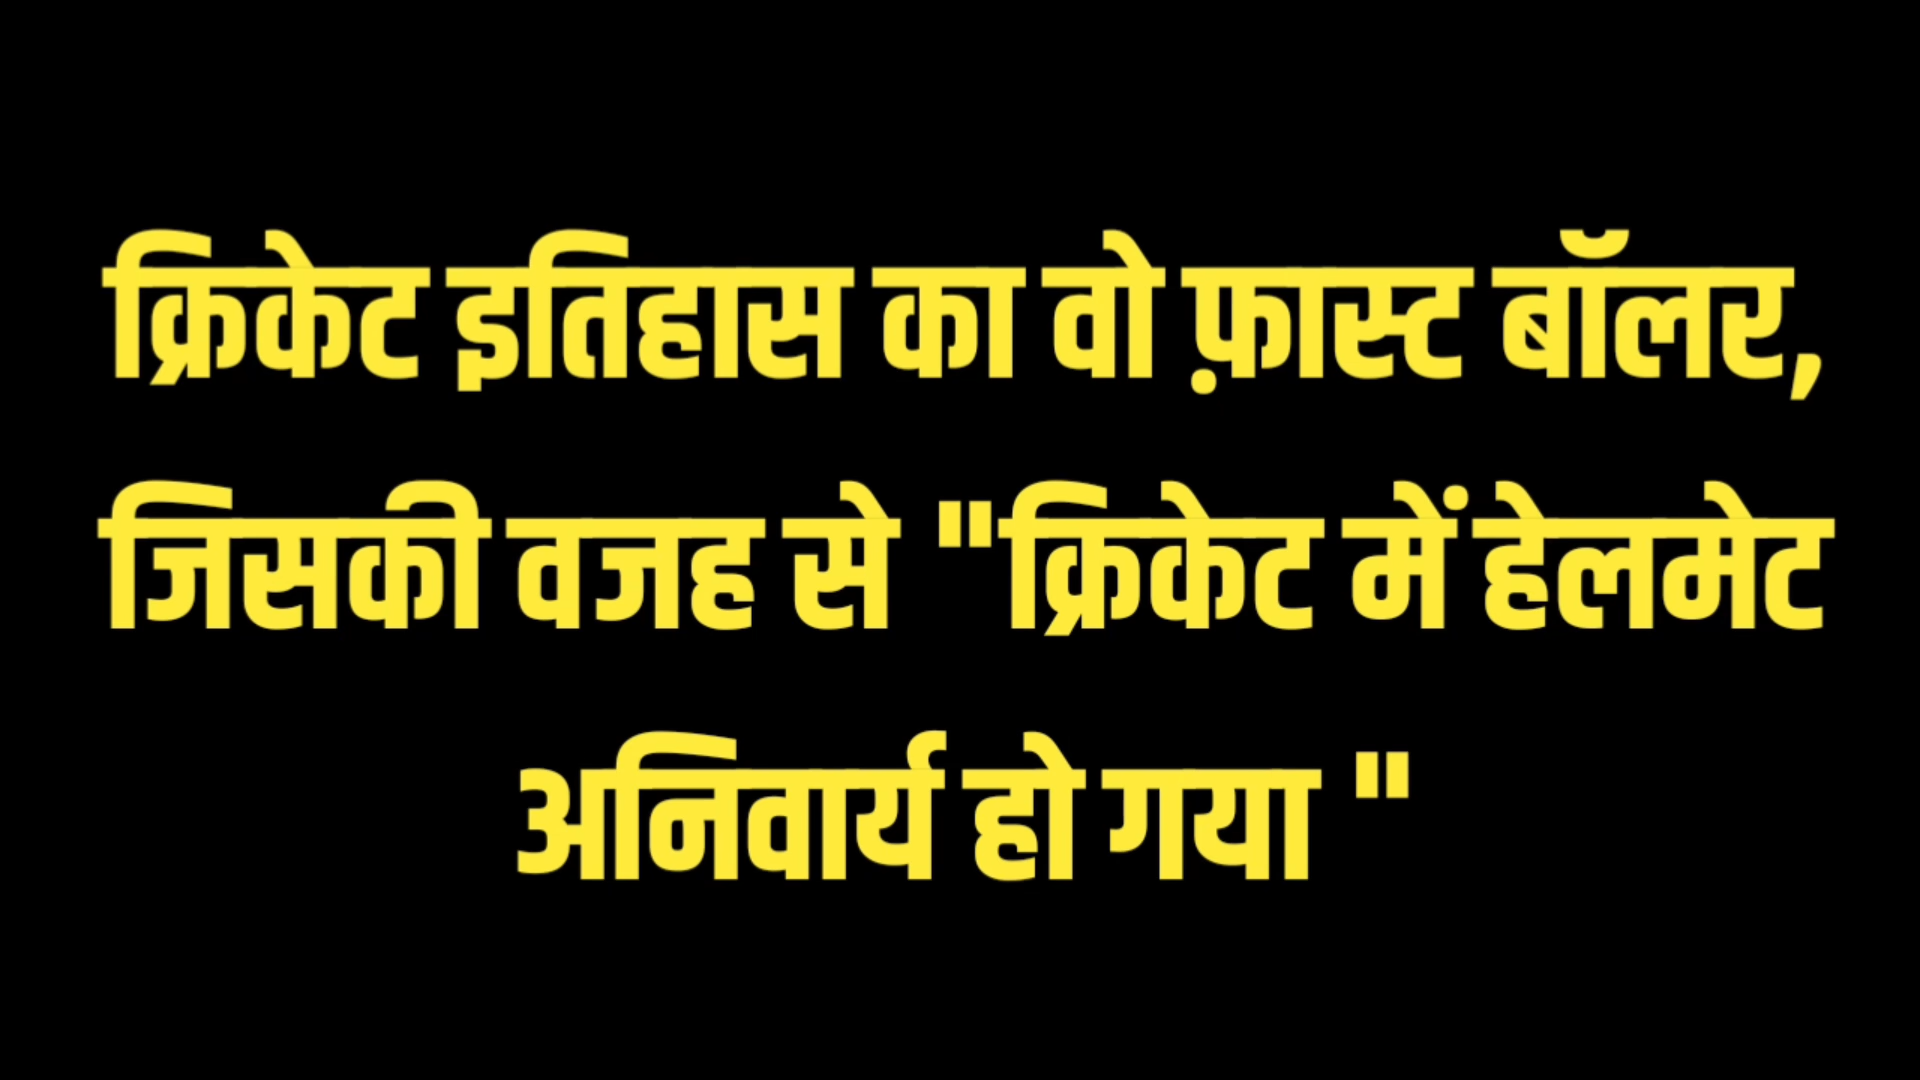 क्रिकेट इतिहास का वो फ़ास्ट बॉलर,
जिसकी वजह से "क्रिकेट में हेलमेट
अनिवार्य हो गया "